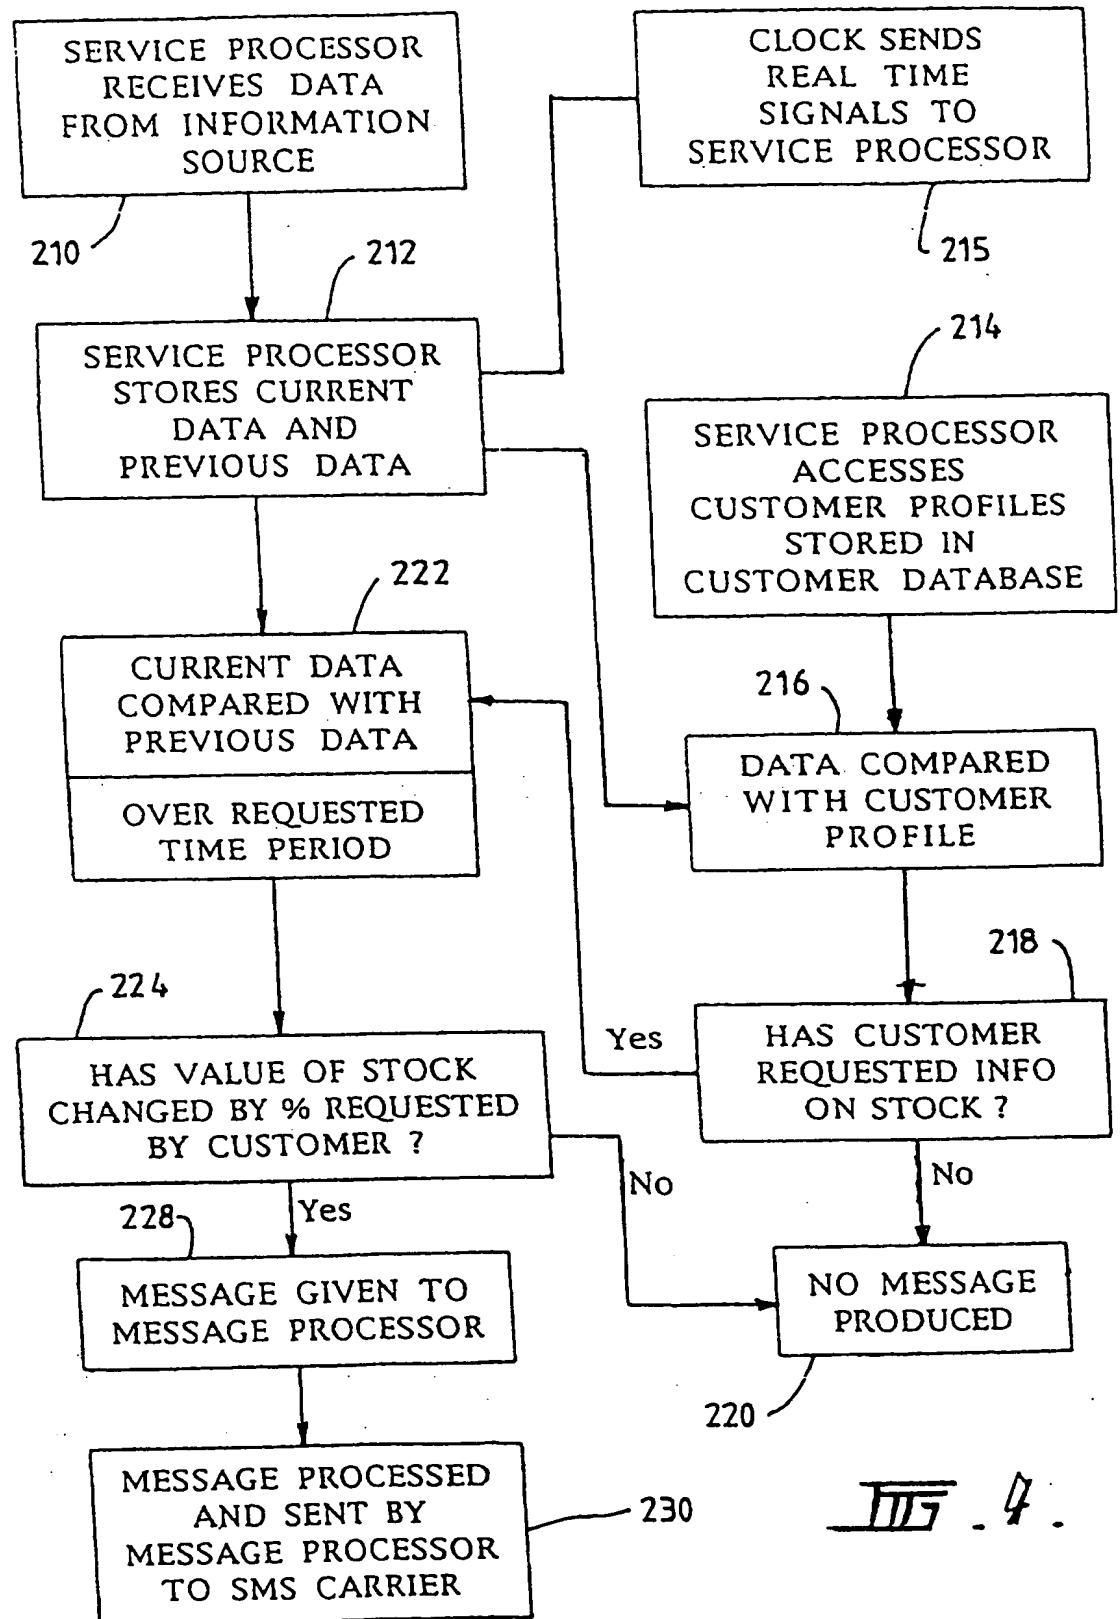 SERVICE PROCESSOR
RECEIVES DATA
FROM INFORMATION
SOURCE
210
CLOCK SENDS
REAL TIME
SIGNALS TO
SERVICE PROCESSOR
215
212
SERVICE PROCESSOR
STORES CURRENT
DATA AND
PREVIOUS DATA
214
SERVICE PROCESSOR
ACCESSES
CUSTOMER PROFILES
STORED IN
CUSTOMER DATABASE
222
CURRENT DATA
COMPARED WITH
PREVIOUS DATA
OVER REQUESTED
TIME PERIOD
216
DATA COMPARED
WITH CUSTOMER
PROFILE
218
HAS CUSTOMER
REQUESTED INFO
ON STOCK ?
Yes
No
224
HAS VALUE OF STOCK
CHANGED BY % REQUESTED
BY CUSTOMER ?
No
Yes
228
MESSAGE GIVEN TO
MESSAGE PROCESSOR
NO MESSAGE
PRODUCED
220
MESSAGE PROCESSED
AND SENT BY
MESSAGE PROCESSOR
TO SMS CARRIER
230
FIG. 4.